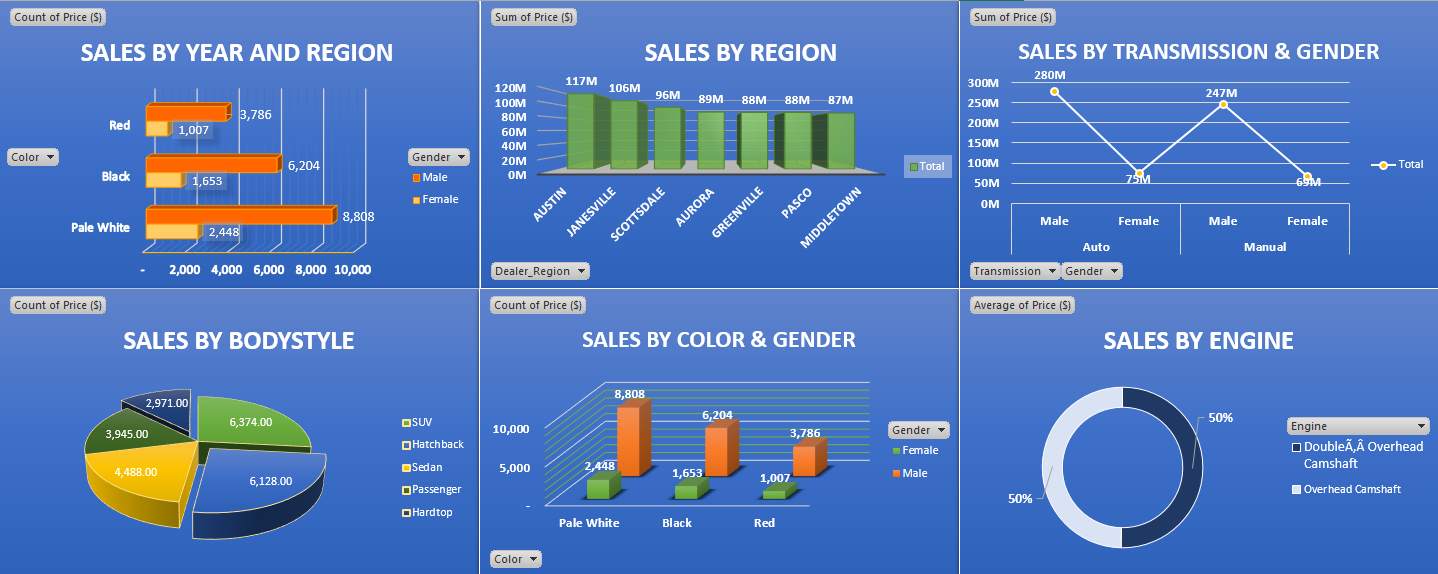 Count of Price ($)
SALES BY YEAR AND REGION
Red
3,786
1,007
Color
Black
6,204
1,653
Pale White
8,808
2,448
- 2,000 4,000 6,000 8,000 10,000
Gender
Male
Female
Sum of Price ($)
SALES BY REGION
120M
100M
80M
60M
40M
20M
0M
117M
106M
96M
89M
88M
88M
87M
AUSTIN
JANESVILLE
SCOTTSDALE
AURORA
GREENVILLE
PASCO
MIDDLETOWN
Total
Dealer_Region
Sum of Price ($)
SALES BY TRANSMISSION & GENDER
300M
250M
200M
150M
100M
50M
0M
280M
75M
247M
69M
Male Female Male Female
Auto Manual
Total
Transmission Gender
Count of Price ($)
SALES BY BODYSTYLE
2,971.00
6,374.00
3,945.00
4,488.00
6,128.00
SUV
Hatchback
Sedan
Passenger
Hardtop
Count of Price ($)
SALES BY COLOR & GENDER
10,000
5,000
-
8,808
6,204
3,786
2,448
1,653
1,007
Pale White Black Red
Gender
Female
Male
Color
Average of Price ($)
SALES BY ENGINE
50%
50%
Engine
DoubleÃ‚Â Overhead
Camshaft
Overhead Camshaft